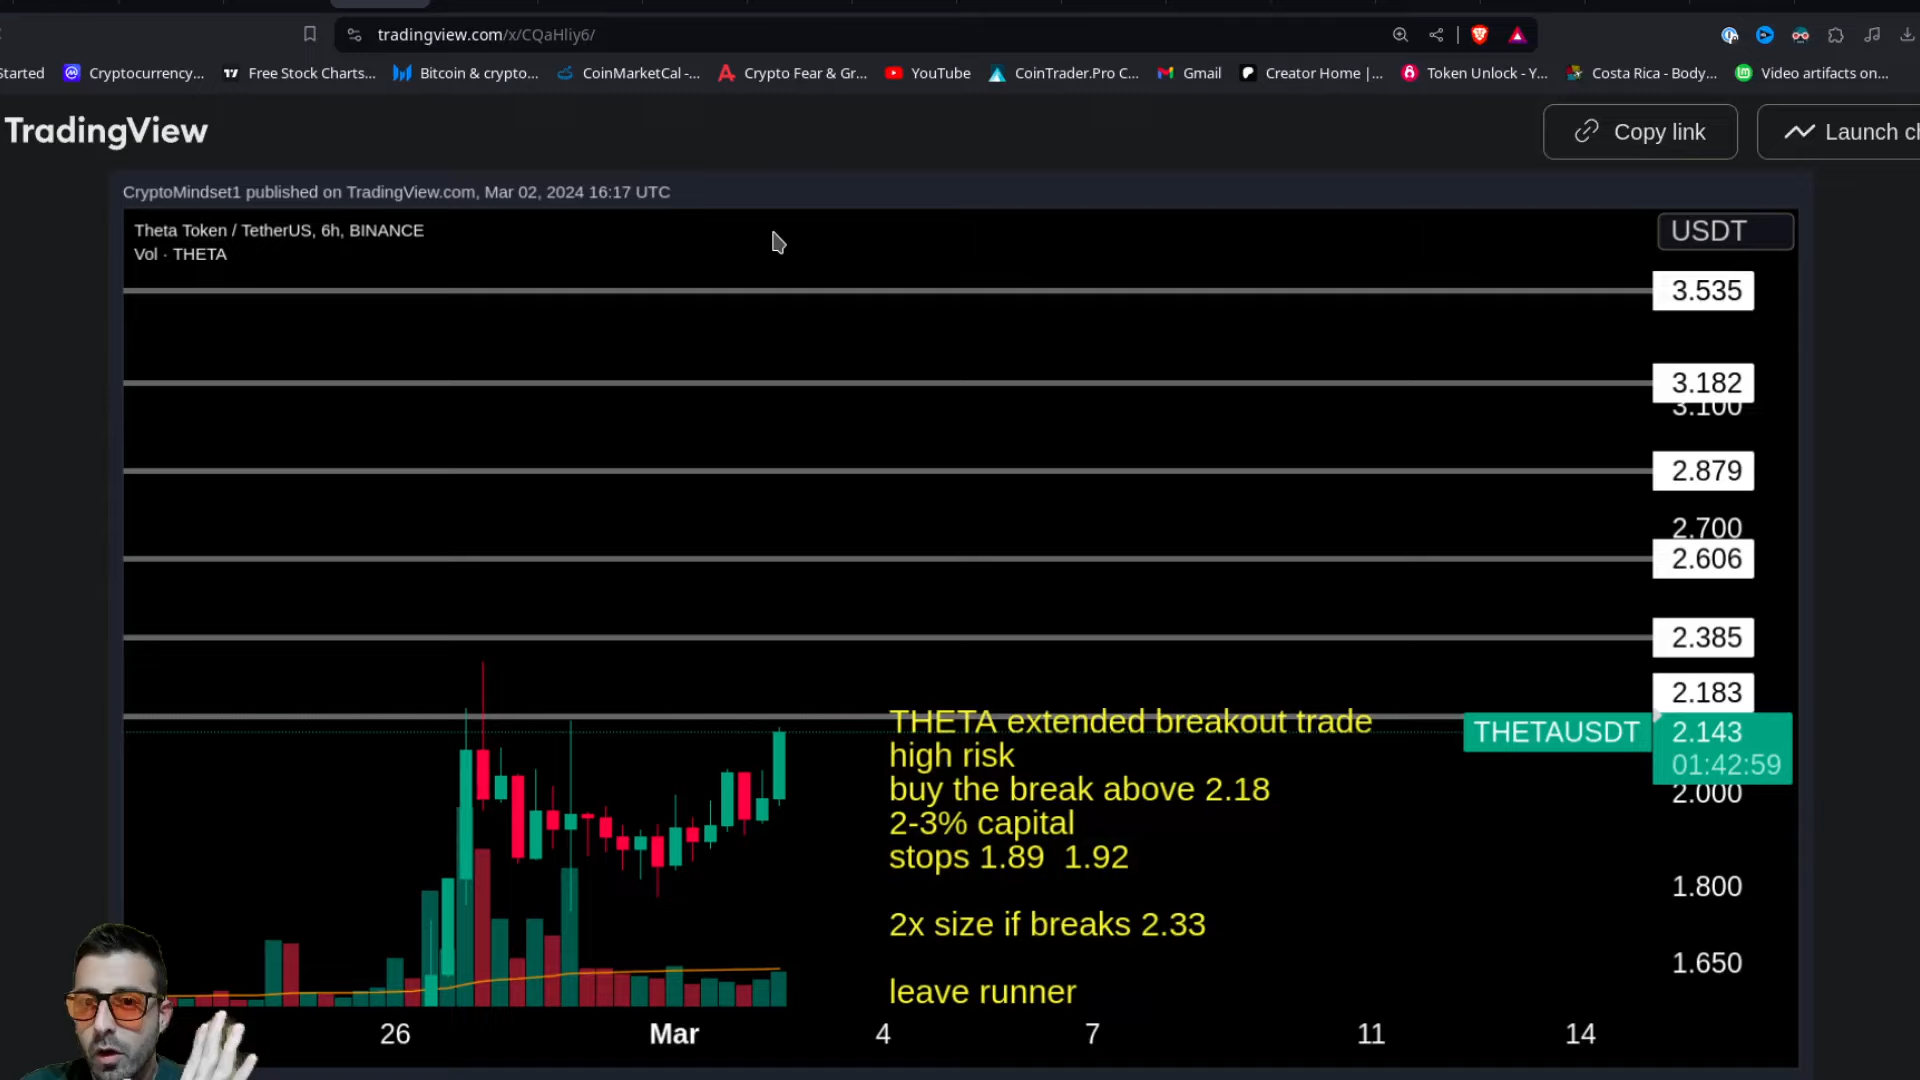 tradingview.com/x/CQaHliy6/
Started
Cryptocurrency...
Free Stock Charts...
Bitcoin & crypto...
CoinMarketCal -...
Crypto Fear & Gr...
YouTube
CoinTrader.Pro C...
Gmail
Creator Home |...
Token Unlock - Y...
Costa Rica - Body...
Video artifacts on...
TradingView
Copy link
Launch ch
CryptoMindset1 published on TradingView.com, Mar 02, 2024 16:17 UTC
Theta Token / TetherUS, 6h, BINANCE
Vol · THETA
USDT
3.535
3.182
3.100
2.879
2.700
2.606
2.385
2.183
THETAUSDT
2.143
01:42:59
2.000
1.800
1.650
THETA extended breakout trade
high risk
buy the break above 2.18
2-3% capital
stops 1.89 1.92
2x size if breaks 2.33
leave runner
26
Mar
4
7
11
14